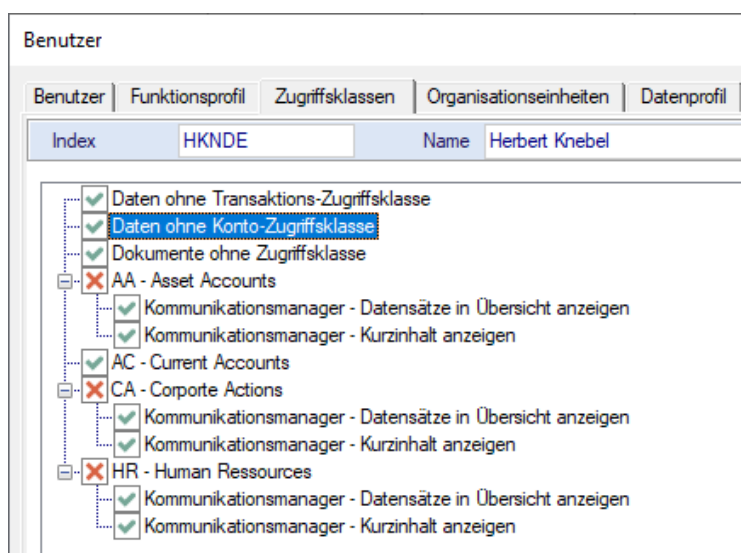 Benutzer
Benutzer Funktionsprofil Zugriffsklassen Organisationseinheiten Datenprofil
Index HKNDE Name Herbert Knebel
Daten ohne Transaktions-Zugriffsklasse
Daten ohne Konto-Zugriffsklasse
Dokumente ohne Zugriffsklasse
AA - Asset Accounts
Kommunikationsmanager - Datensätze in Übersicht anzeigen
Kommunikationsmanager - Kurzinhalt anzeigen
AC - Current Accounts
CA - Corporte Actions
Kommunikationsmanager - Datensätze in Übersicht anzeigen
Kommunikationsmanager - Kurzinhalt anzeigen
HR - Human Ressources
Kommunikationsmanager - Datensätze in Übersicht anzeigen
Kommunikationsmanager - Kurzinhalt anzeigen